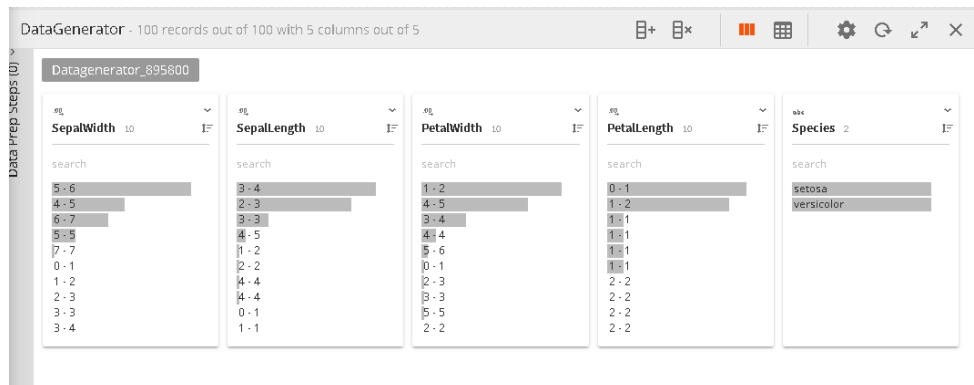 DataGenerator - 100 records out of 100 with 5 columns out of 5
Data Prep Steps (0)
Datagenerator_895800
.00
SepalWidth 10
search
5 - 6
4 - 5
6 - 7
5 - 5
7 - 7
0 - 1
1 - 2
2 - 3
3 - 3
3 - 4
.00
SepalLength 10
search
3 - 4
2 - 3
3 - 3
4 - 5
1 - 2
2 - 2
4 - 4
4 - 4
0 - 1
1 - 1
.00
PetalWidth 10
search
1 - 2
4 - 5
3 - 4
4 - 4
5 - 6
0 - 1
2 - 3
3 - 3
5 - 5
2 - 2
.00
PetalLength 10
search
0 - 1
1 - 2
1 - 1
1 - 1
1 - 1
1 - 1
2 - 2
2 - 2
2 - 2
2 - 2
abc
Species 2
search
setosa
versicolor